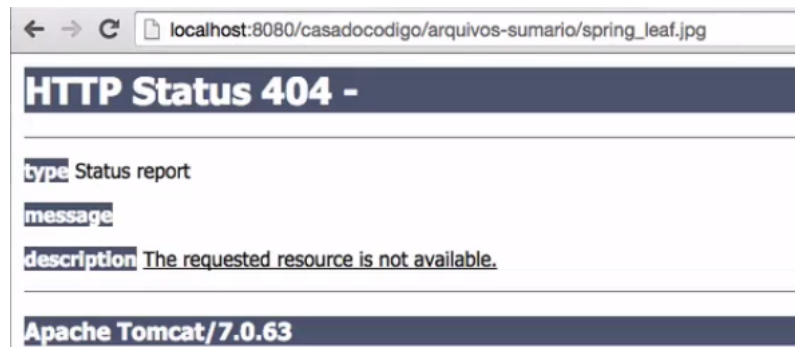 localhost:8080/casadocodigo/arquivos-sumario/spring_leaf.jpg
HTTP Status 404 -
type Status report
message
description The requested resource is not available.
Apache Tomcat/7.0.63